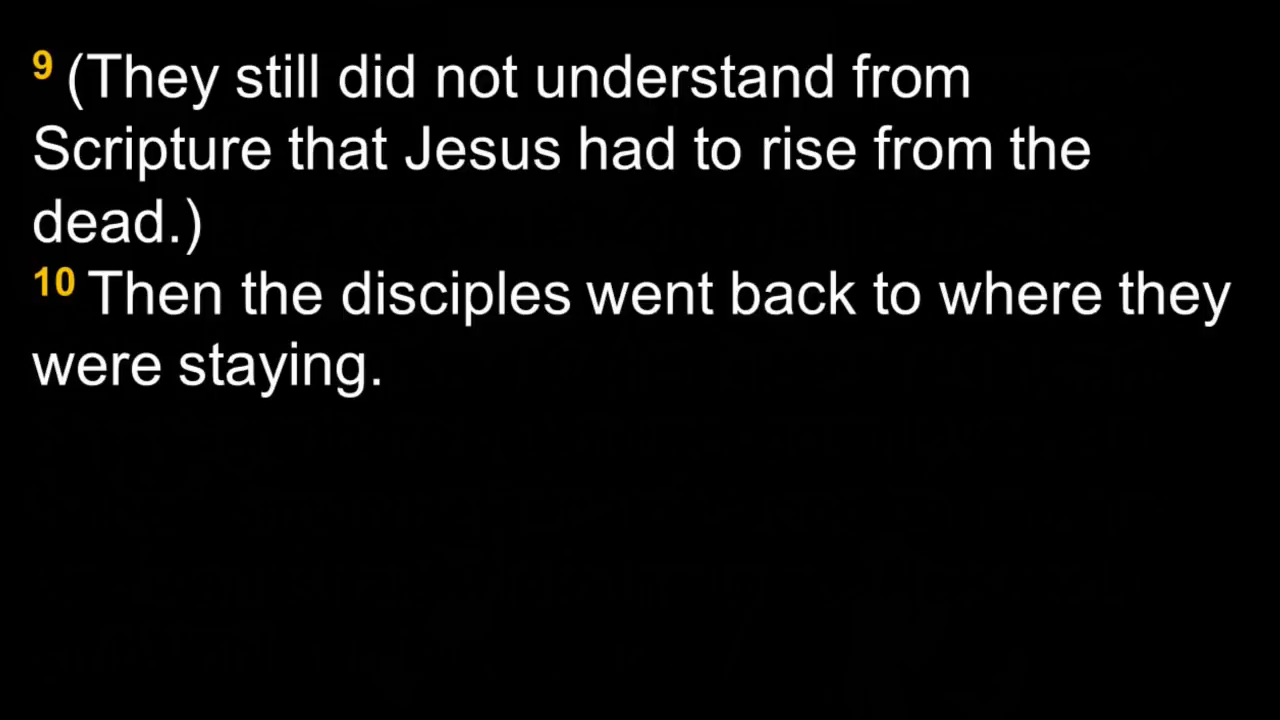 9 (They still did not understand from
Scripture that Jesus had to rise from the
dead.)
10 Then the disciples went back to where they
were staying.